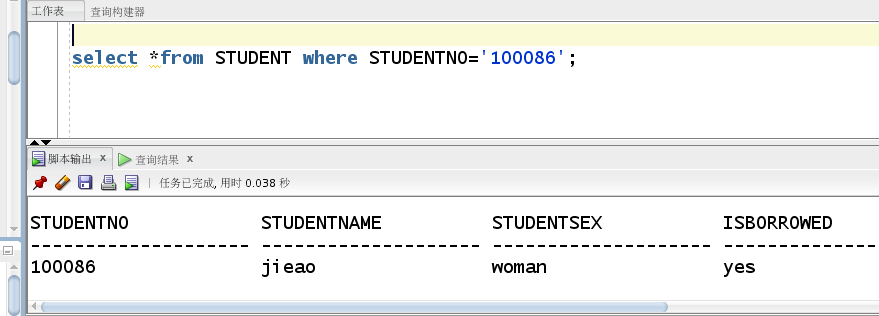 工作表 查询构建器
select *from STUDENT where STUDENTNO='100086';
脚本输出 x 查询结果 x
任务已完成, 用时 0.038 秒
STUDENTNO STUDENTNAME STUDENTSEX ISBORROWED
-------------------- -------------------- -------------------- --------------
100086 jieao woman yes